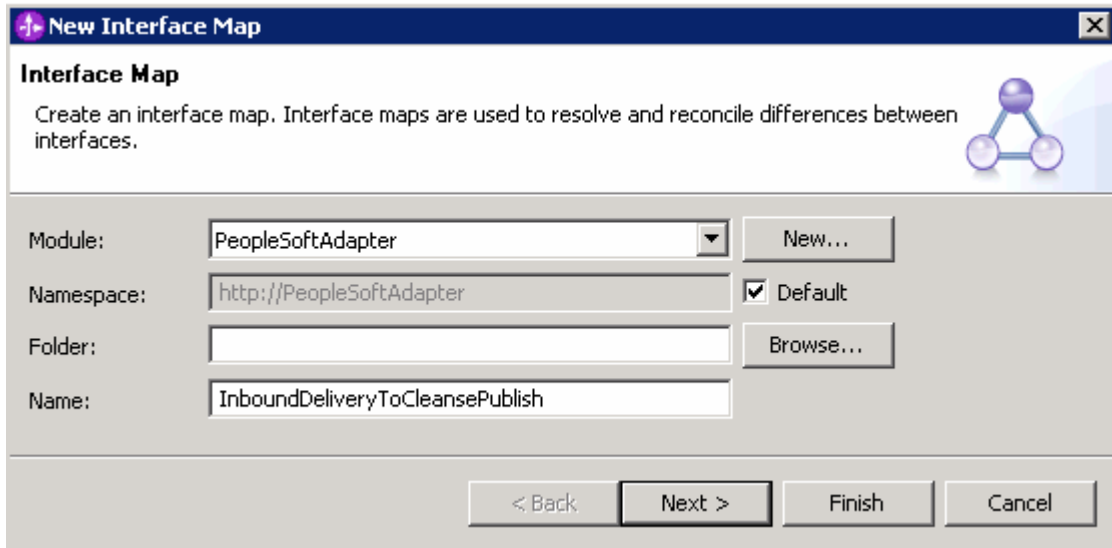 New Interface Map
Interface Map
Create an interface map. Interface maps are used to resolve and reconcile differences between
interfaces.
Module: PeopleSoftAdapter New...
Namespace: http://PeopleSoftAdapter Default
Folder: Browse...
Name: InboundDeliveryToCleansePublish
< Back Next > Finish Cancel